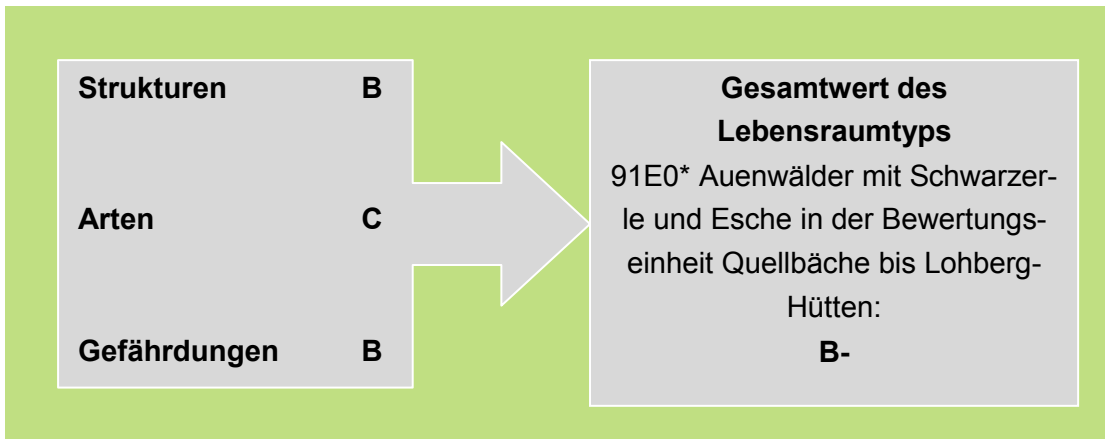 Strukturen B
Arten C
Gefährdungen B
Gesamtwert des
Lebensraumtyps
91E0* Auenwälder mit Schwarzer-
le und Esche in der Bewertungs-
einheit Quellbäche bis Lohberg-
Hütten:
B-